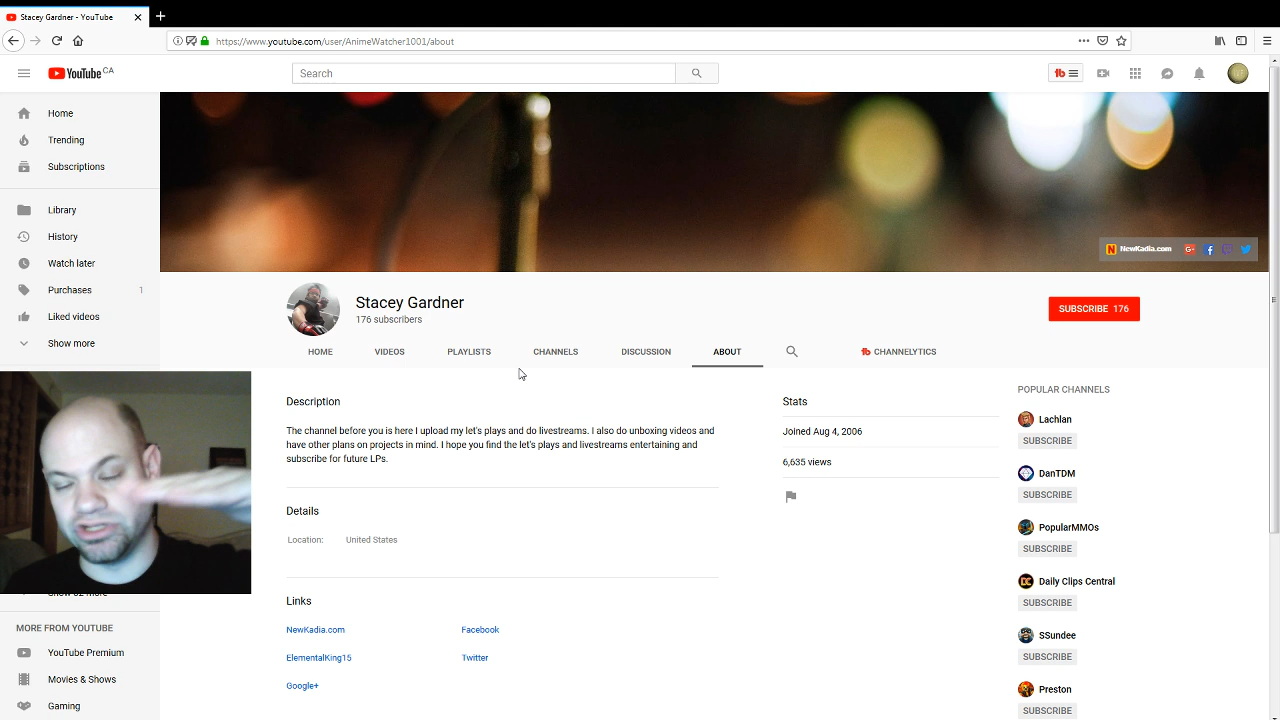 Stacey Gardner - YouTube
https://www.youtube.com/user/AnimeWatcher1001/about
YouTube CA
Search
Home
Trending
Subscriptions
Library
History
Watch later
Purchases 1
Liked videos
Show more
MORE FROM YOUTUBE
YouTube Premium
Movies & Shows
Gaming
NewKadia.com
Stacey Gardner
176 subscribers
SUBSCRIBE 176
HOME VIDEOS PLAYLISTS CHANNELS DISCUSSION ABOUT CHANNELYTICS
Description
The channel before you is here I upload my let's plays and do livestreams. I also do unboxing videos and
have other plans on projects in mind. I hope you find the let's plays and livestreams entertaining and
subscribe for future LPs.
Details
Location: United States
Links
NewKadia.com Facebook
ElementalKing15 Twitter
Google+
Stats
Joined Aug 4, 2006
6,635 views
POPULAR CHANNELS
Lachlan
SUBSCRIBE
DanTDM
SUBSCRIBE
PopularMMOs
SUBSCRIBE
Daily Clips Central
SUBSCRIBE
SSundee
SUBSCRIBE
Preston
SUBSCRIBE